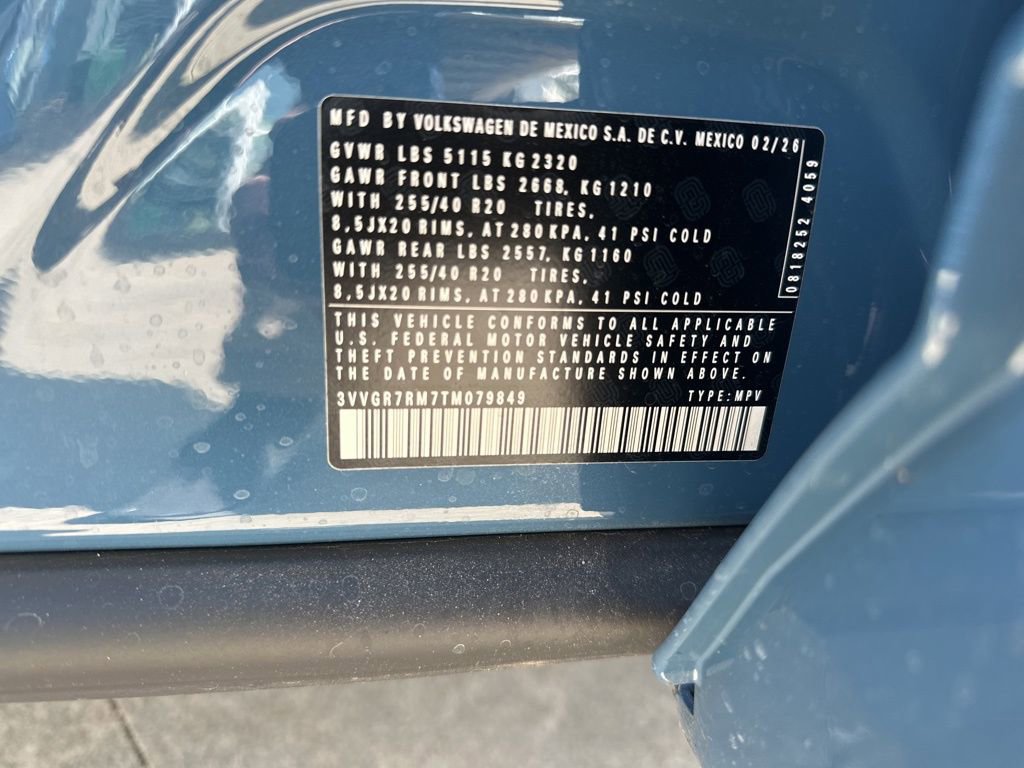 MFD BY VOLKSWAGEN DE MEXICO S.A. DE C.V. MEXICO 02/26
GVWR LBS 5115 KG 2320
GAWR FRONT LBS 2668, KG 1210
WITH 255/40 R20 TIRES,
8,5JX20 RIMS, AT 280 KPA, 41 PSI COLD
GAWR REAR LBS 2557, KG 1160
WITH 255/40 R20 TIRES,
8,5JX20 RIMS, AT 280 KPA, 41 PSI COLD
0818252 4059
THIS VEHICLE CONFORMS TO ALL APPLICABLE
U.S. FEDERAL MOTOR VEHICLE SAFETY AND
THEFT PREVENTION STANDARDS IN EFFECT ON
THE DATE OF MANUFACTURE SHOWN ABOVE.
3VVGR7RM7TM079849 TYPE: MPV